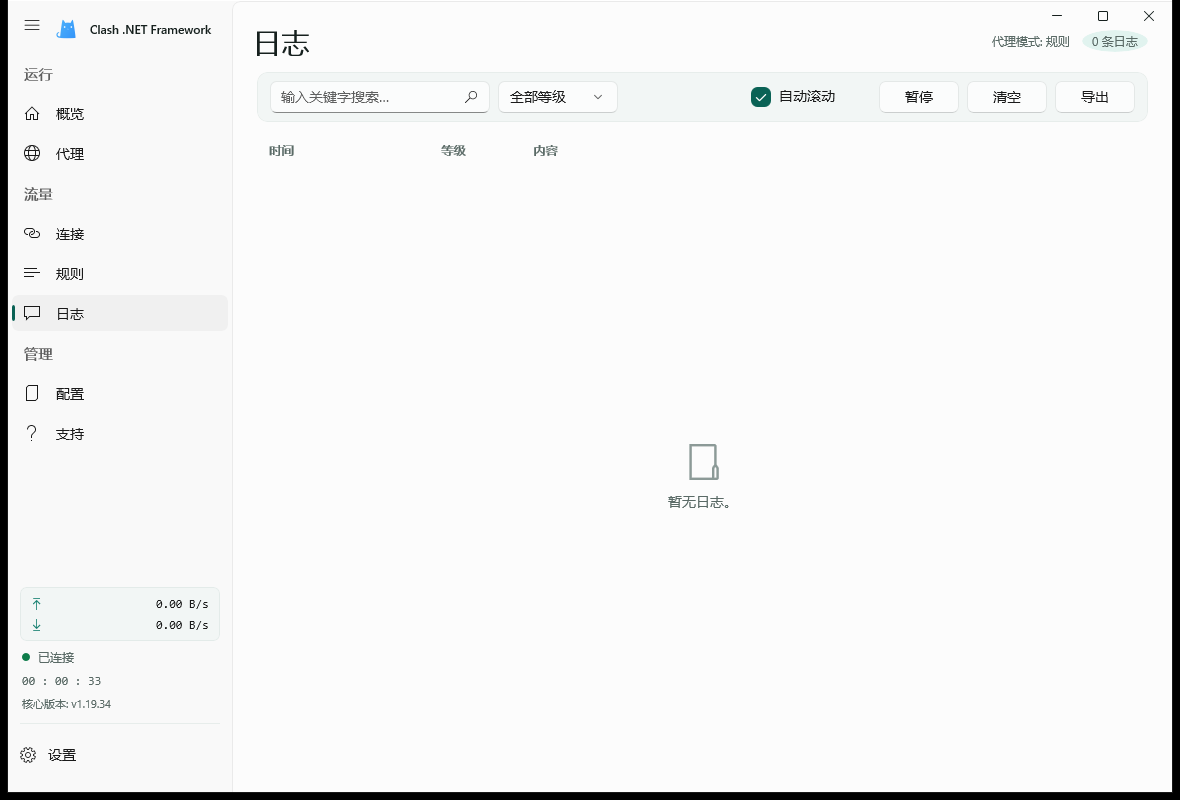 Clash .NET Framework
运行
概览
代理
流量
连接
规则
日志
管理
配置
支持
0.00 B/s
0.00 B/s
已连接
00 : 00 : 33
核心版本: v1.19.34
设置
日志
代理模式: 规则
0 条日志
输入关键字搜索...
全部等级
自动滚动
暂停
清空
导出
时间
等级
内容
暂无日志。